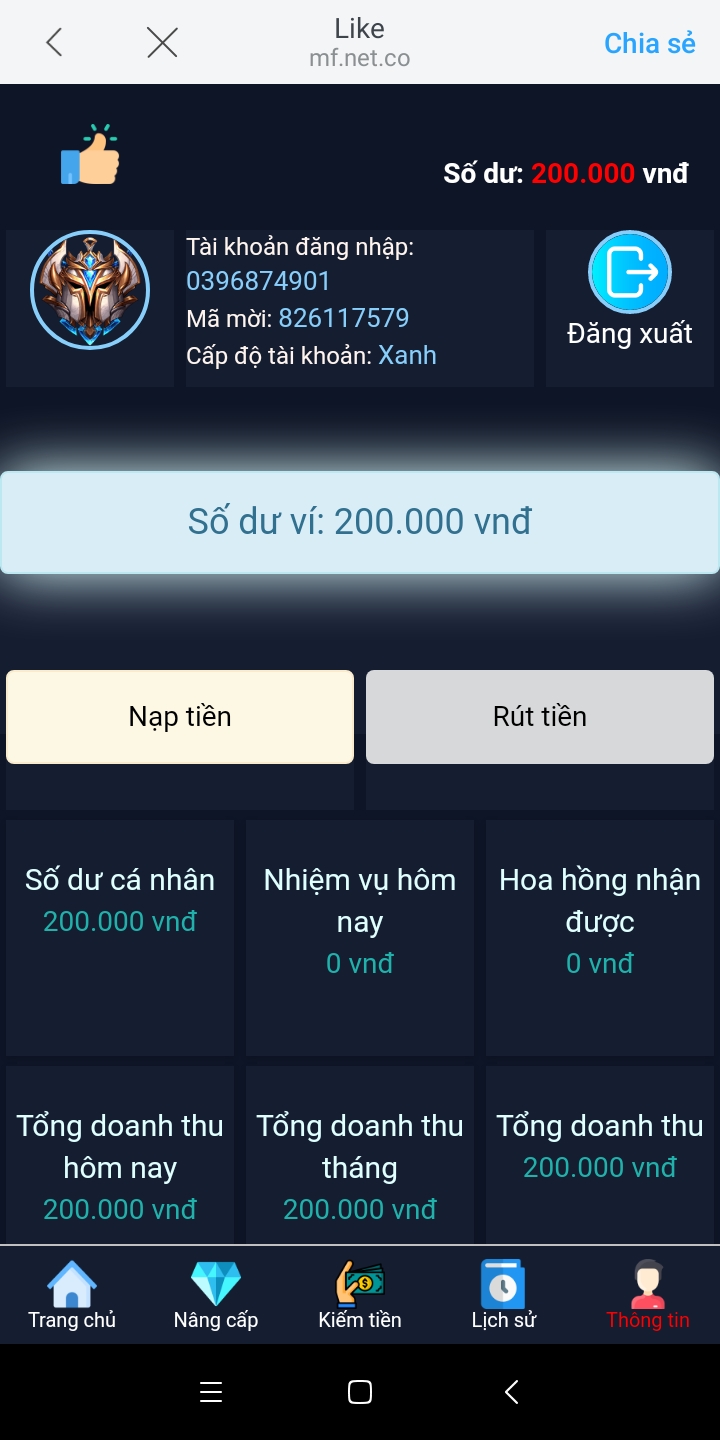 Like
mf.net.co
Chia sẻ
Số dư: 200.000 vnđ
Tài khoản đăng nhập:
0396874901
Mã mời: 826117579
Cấp độ tài khoản: Xanh
Đăng xuất
Số dư ví: 200.000 vnđ
Nạp tiền
Rút tiền
Số dư cá nhân
200.000 vnđ
Nhiệm vụ hôm
nay
0 vnđ
Hoa hồng nhận
được
0 vnđ
Tổng doanh thu
hôm nay
200.000 vnđ
Tổng doanh thu
tháng
200.000 vnđ
Tổng doanh thu
200.000 vnđ
Trang chủ
Nâng cấp
Kiếm tiền
Lịch sử
Thông tin